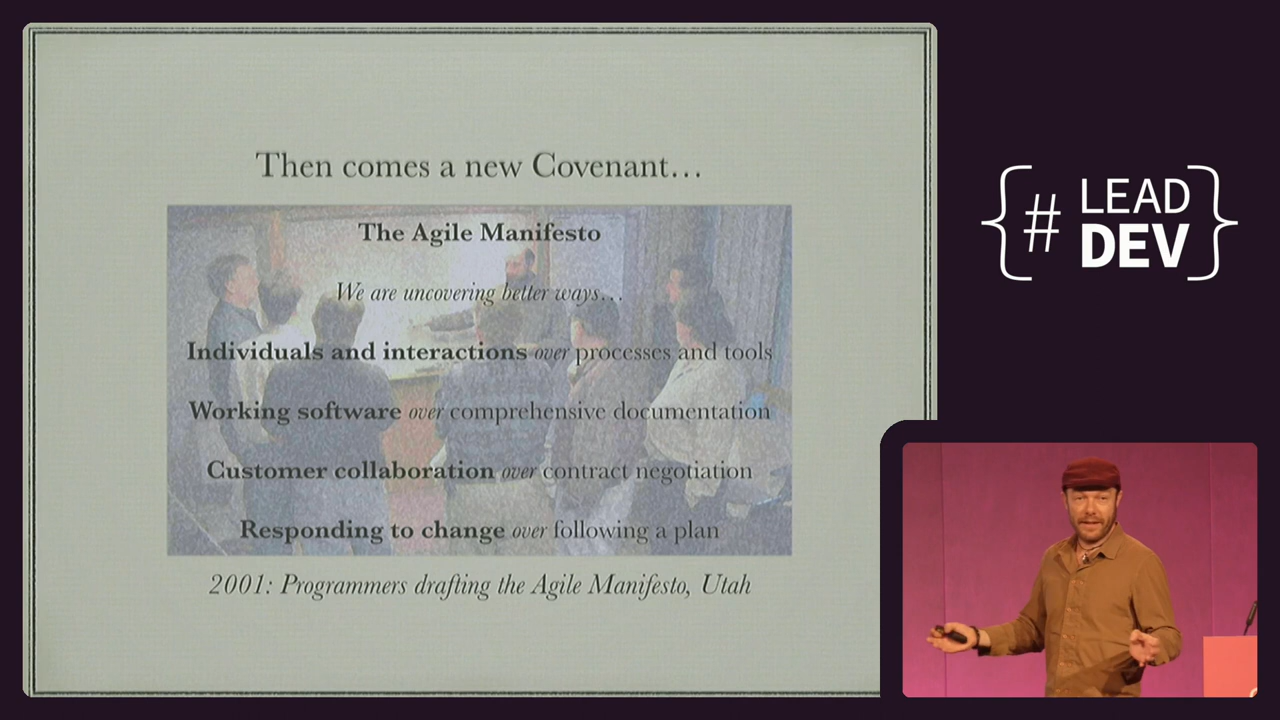 Then comes a new Covenant…
The Agile Manifesto
We are uncovering better ways…
Individuals and interactions over processes and tools
Working software over comprehensive documentation
Customer collaboration over contract negotiation
Responding to change over following a plan
2001: Programmers drafting the Agile Manifesto, Utah
{# LEAD
DEV}